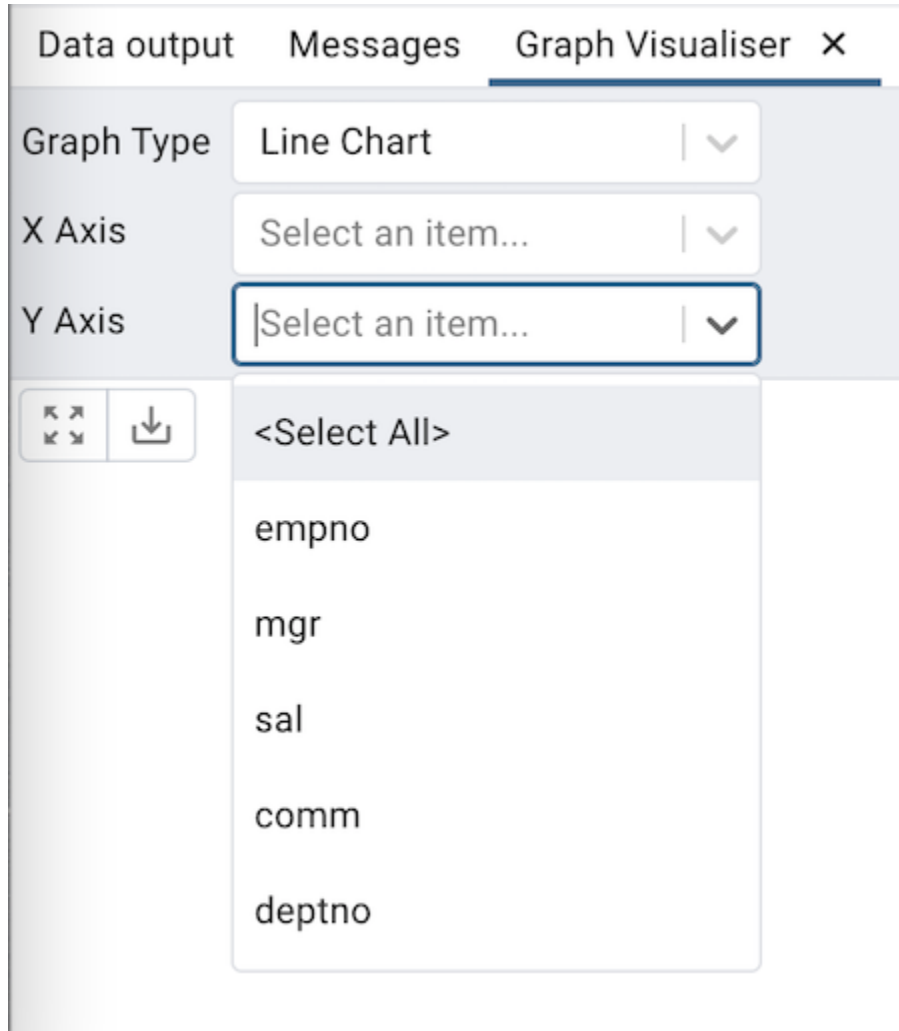 Data output Messages Graph Visualiser ×
Graph Type Line Chart
X Axis Select an item...
Y Axis Select an item...
<Select All>
empno
mgr
sal
comm
deptno